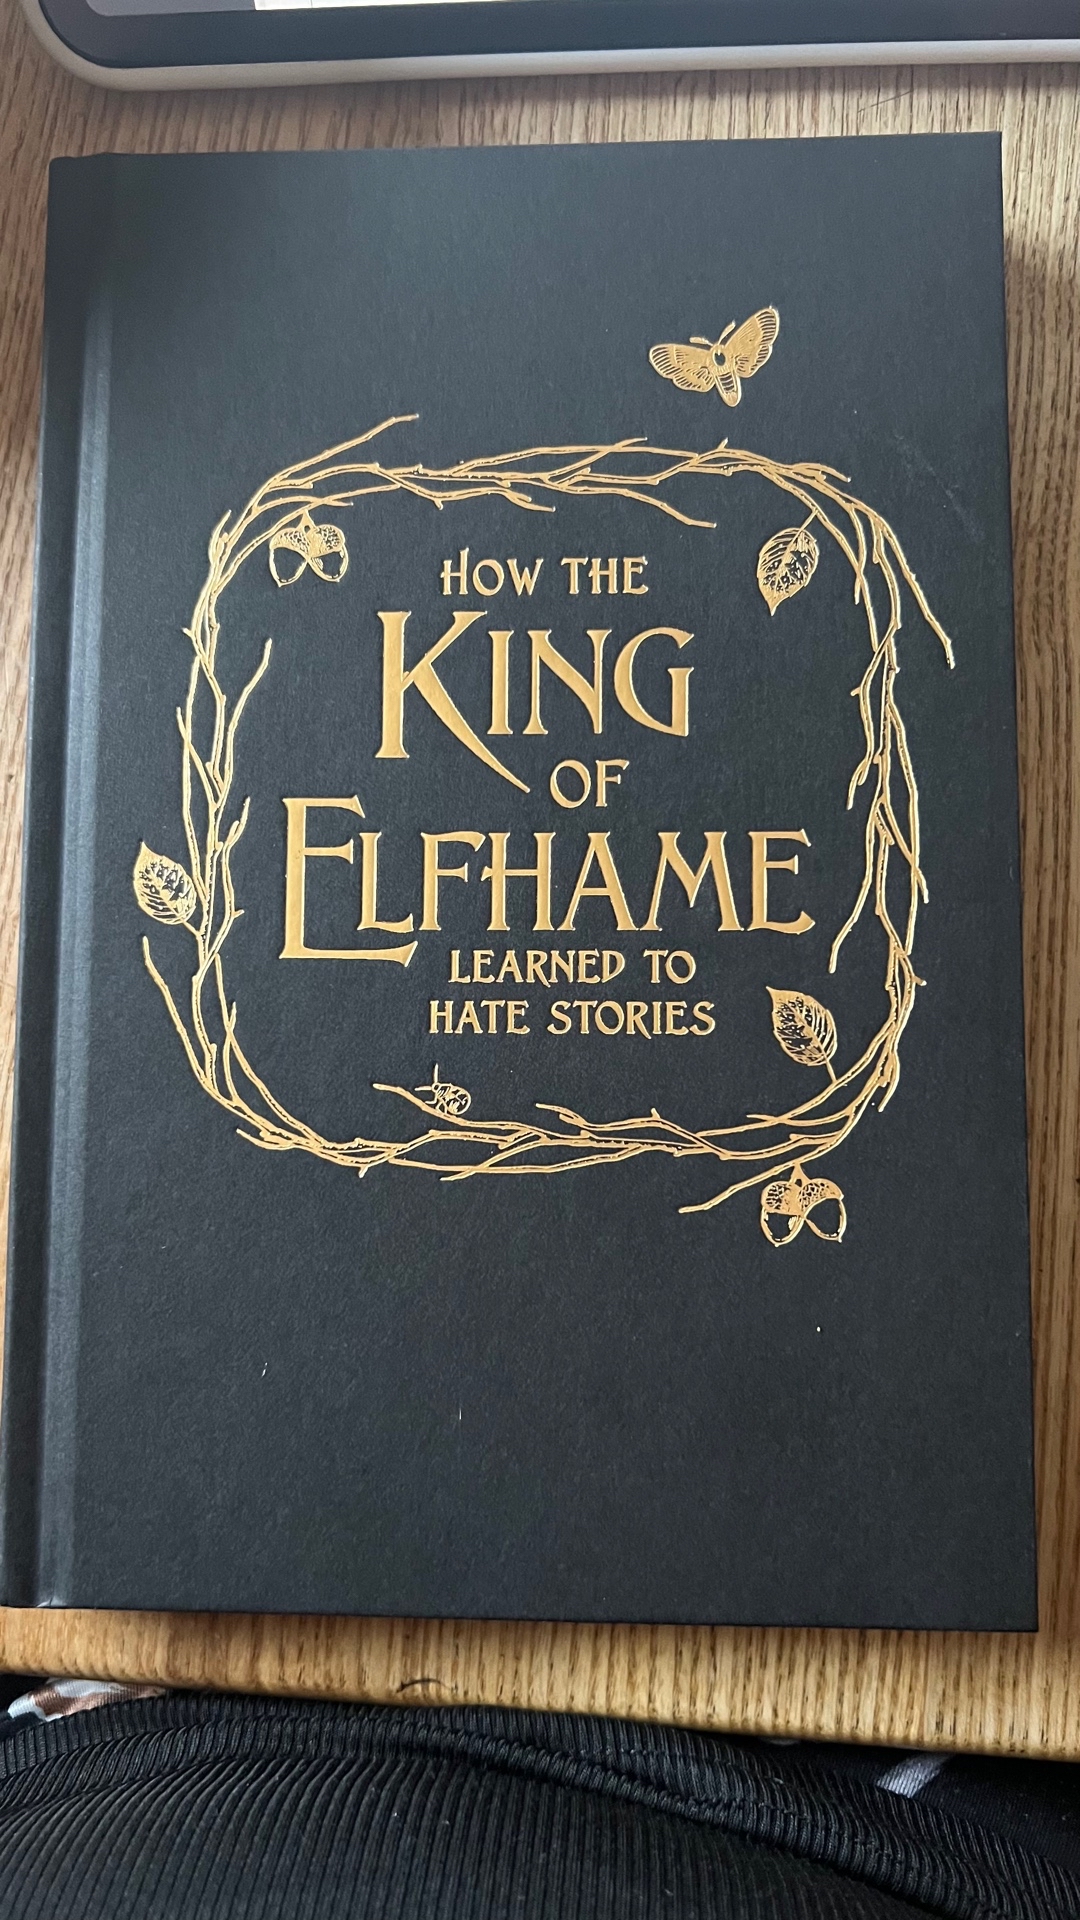 HOW THE
KING
OF
ELFHAME
LEARNED TO
HATE STORIES